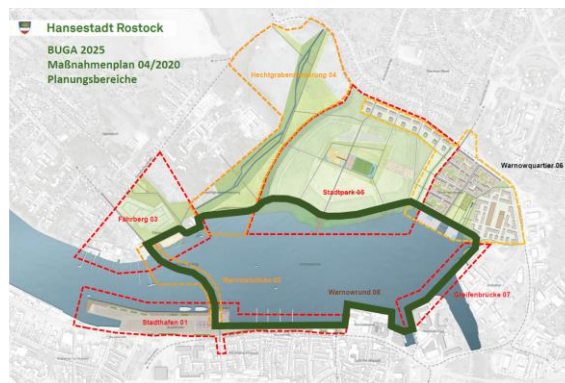 Hansestadt Rostock
BUGA 2025
Maßnahmenplan 04/2020
Planungsbereiche
Hechtgrabenniederung 04
Warnowquartier 06
Stadtpark 05
Fährberg 03
Warnowbrücke 02
Warnowrund 08
Greifenbrücke 07
Stadthafen 01